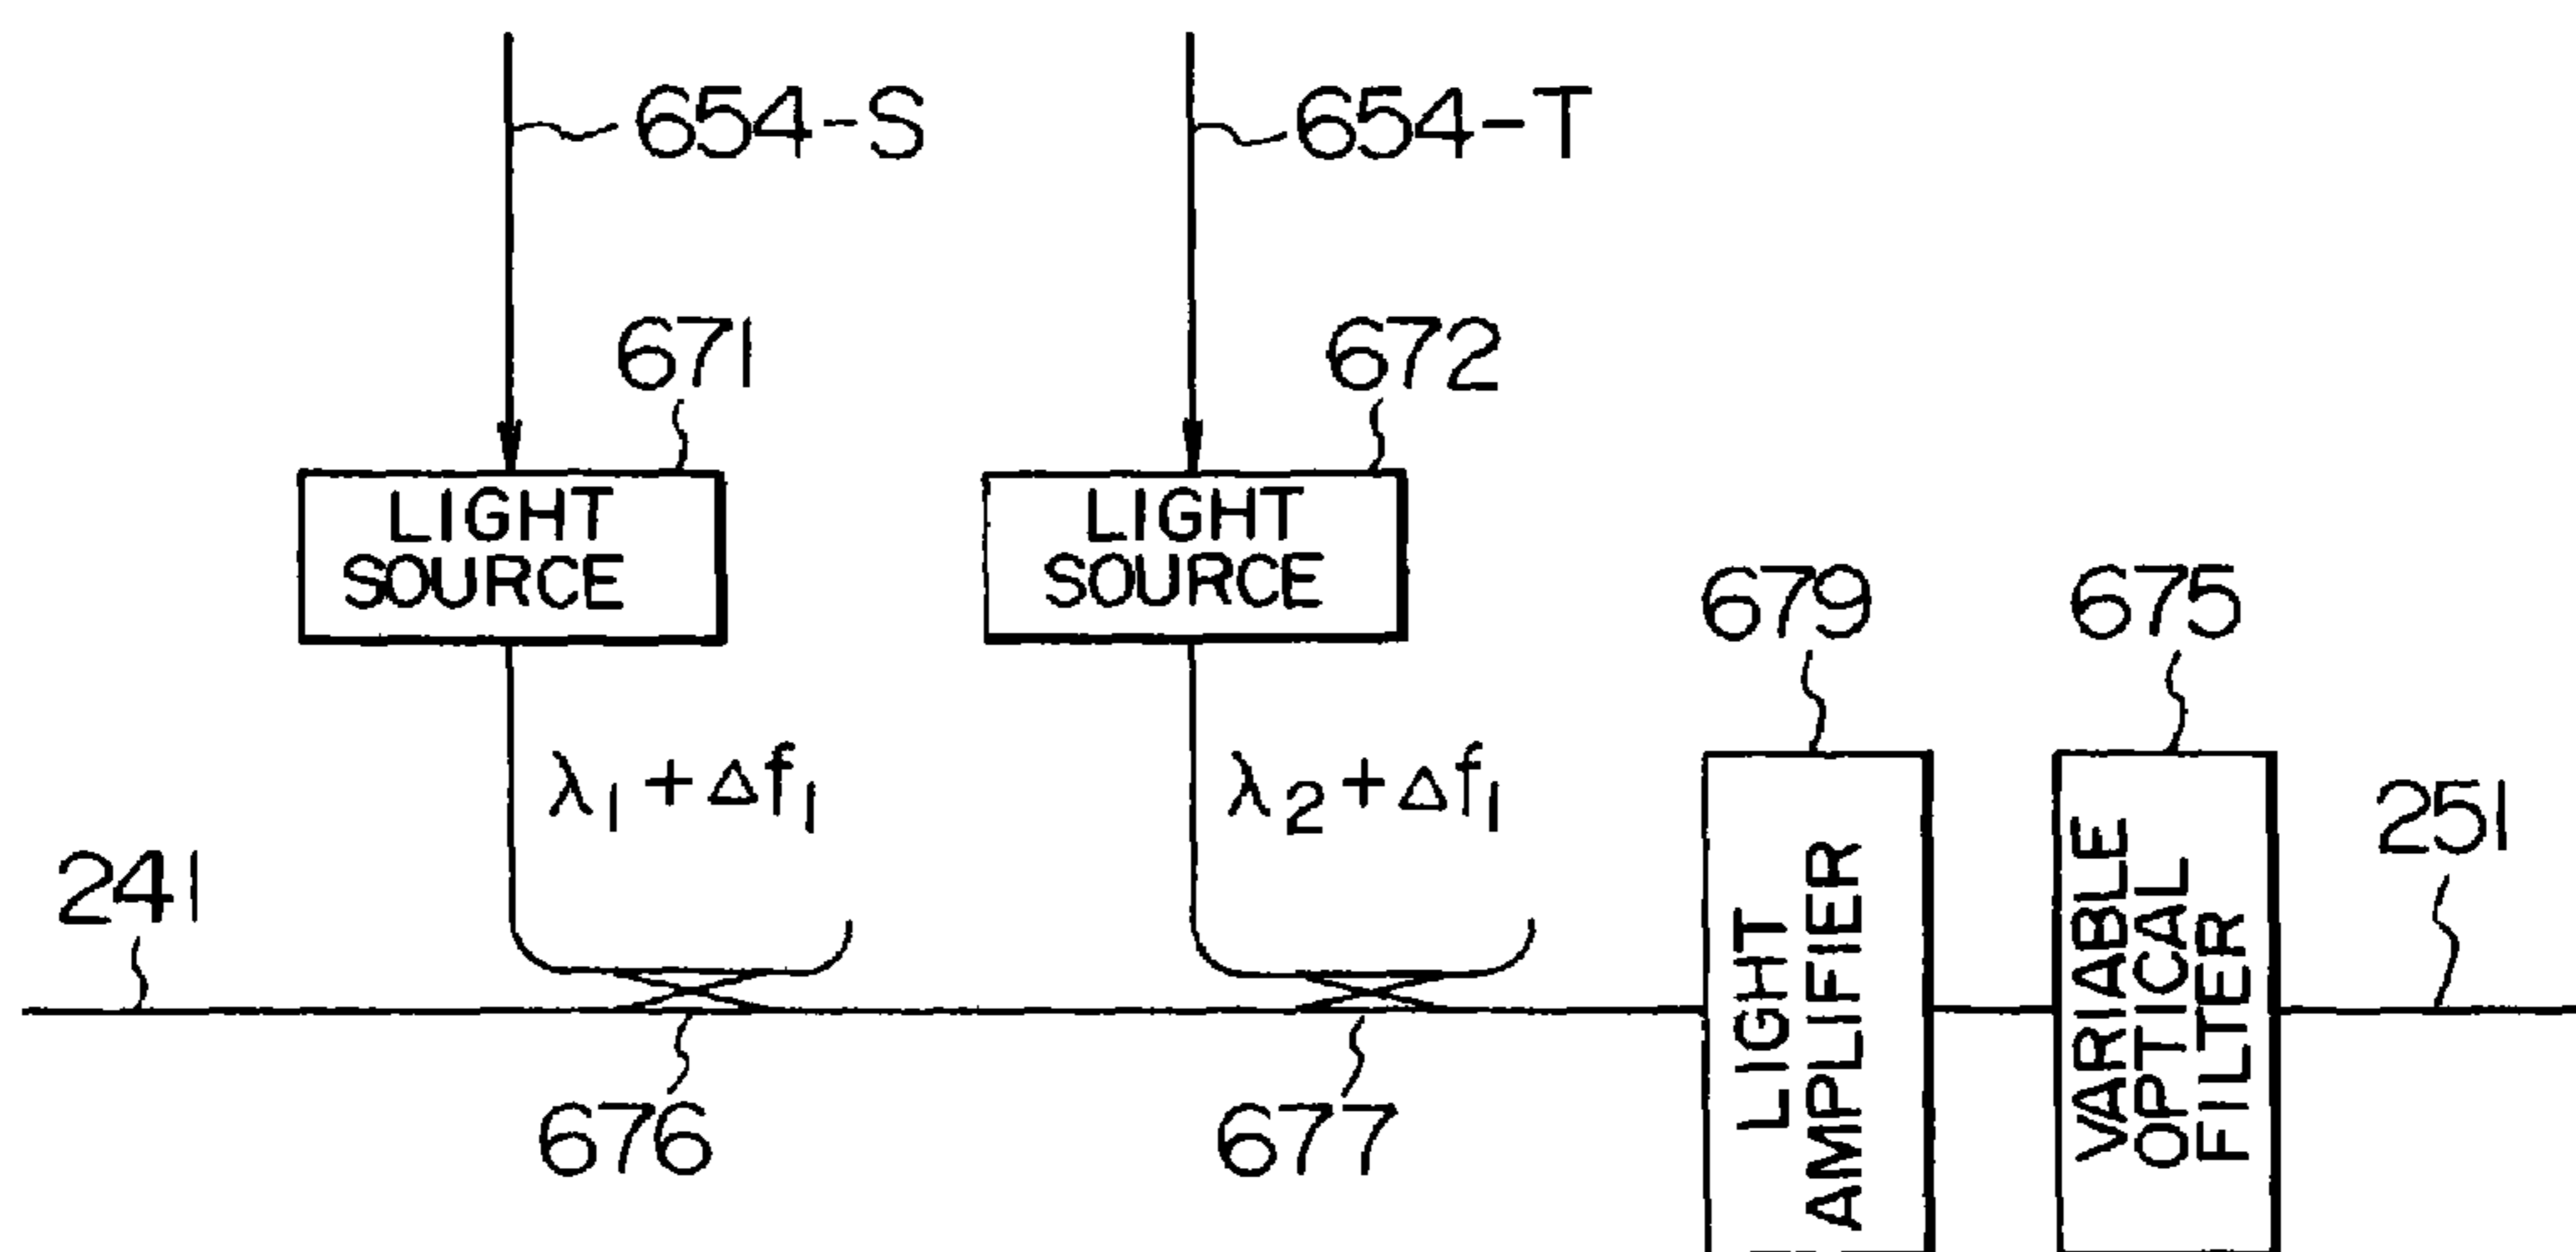 654-S
654-T
671
672
LIGHT
SOURCE
LIGHT
SOURCE
679
675
λ1 + Δf1
λ2 + Δf1
241
251
LIGHT
AMPLIFIER
VARIABLE
OPTICAL
FILTER
676
677